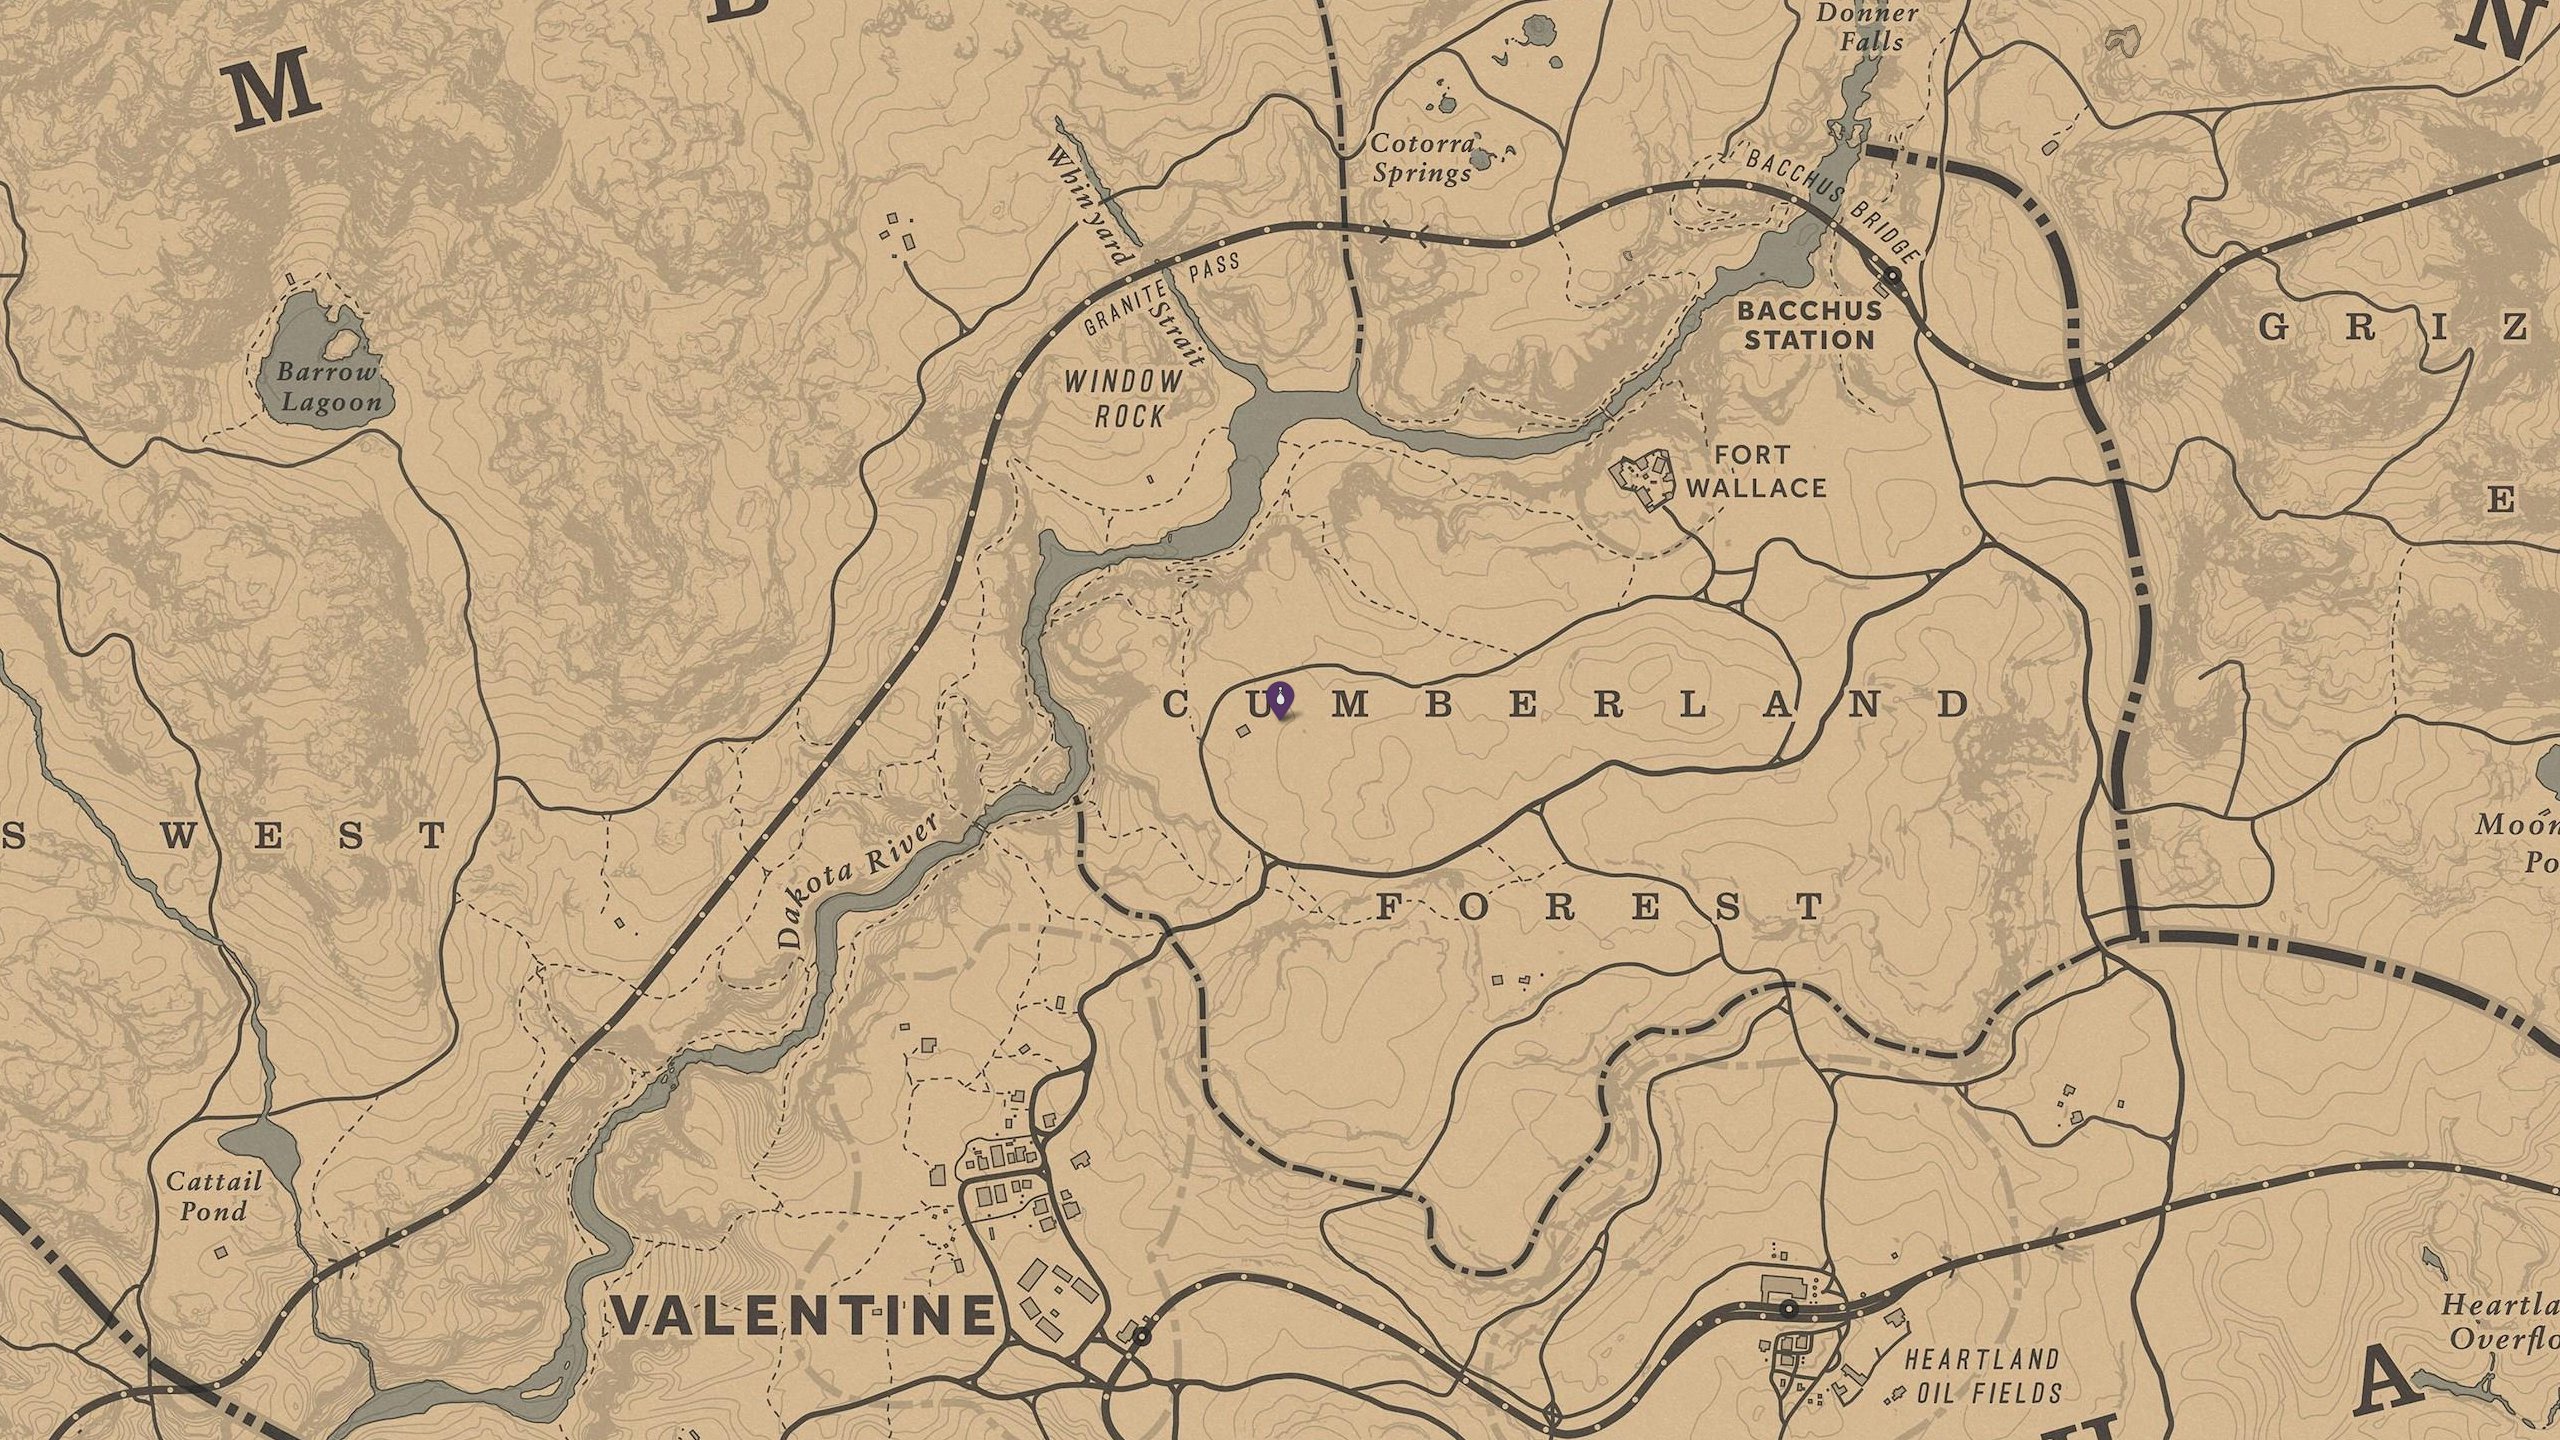 Donner
Falls
M
N
Cotorra
Springs
BACCHUS BRIDGE
Whinyard
Strait
GRANITE PASS
BACCHUS
STATION
G R I Z
Barrow
Lagoon
WINDOW
ROCK
FORT
WALLACE
E
C U M B E R L A N D
S WEST
Dakota River
F O R E S T
Cattail
Pond
VALENTINE
HEARTLAND
OIL FIELDS
A